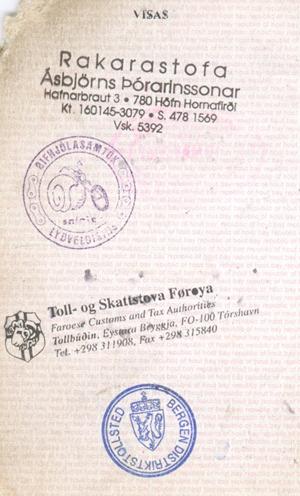 VISAS
Rakarastofa
Ásbjörns Þórarinssonar
Hafnarbraut 3 • 780 Höfn Hornafirði
Kt. 160145-3079 • S. 478 1569
Vsk. 5392
BIFHJÓLASAMTÖK
sniglar
LÝÐVELDISINS
Toll- og Skattstova Føroya
Faroese Customs and Tax Authorities
Tollbúðin, Eystara Bryggja, FO-100 Tórshavn
Tel. +298 311908, Fax +298 315840
BERGEN DISTRIKTSTOLLSTED